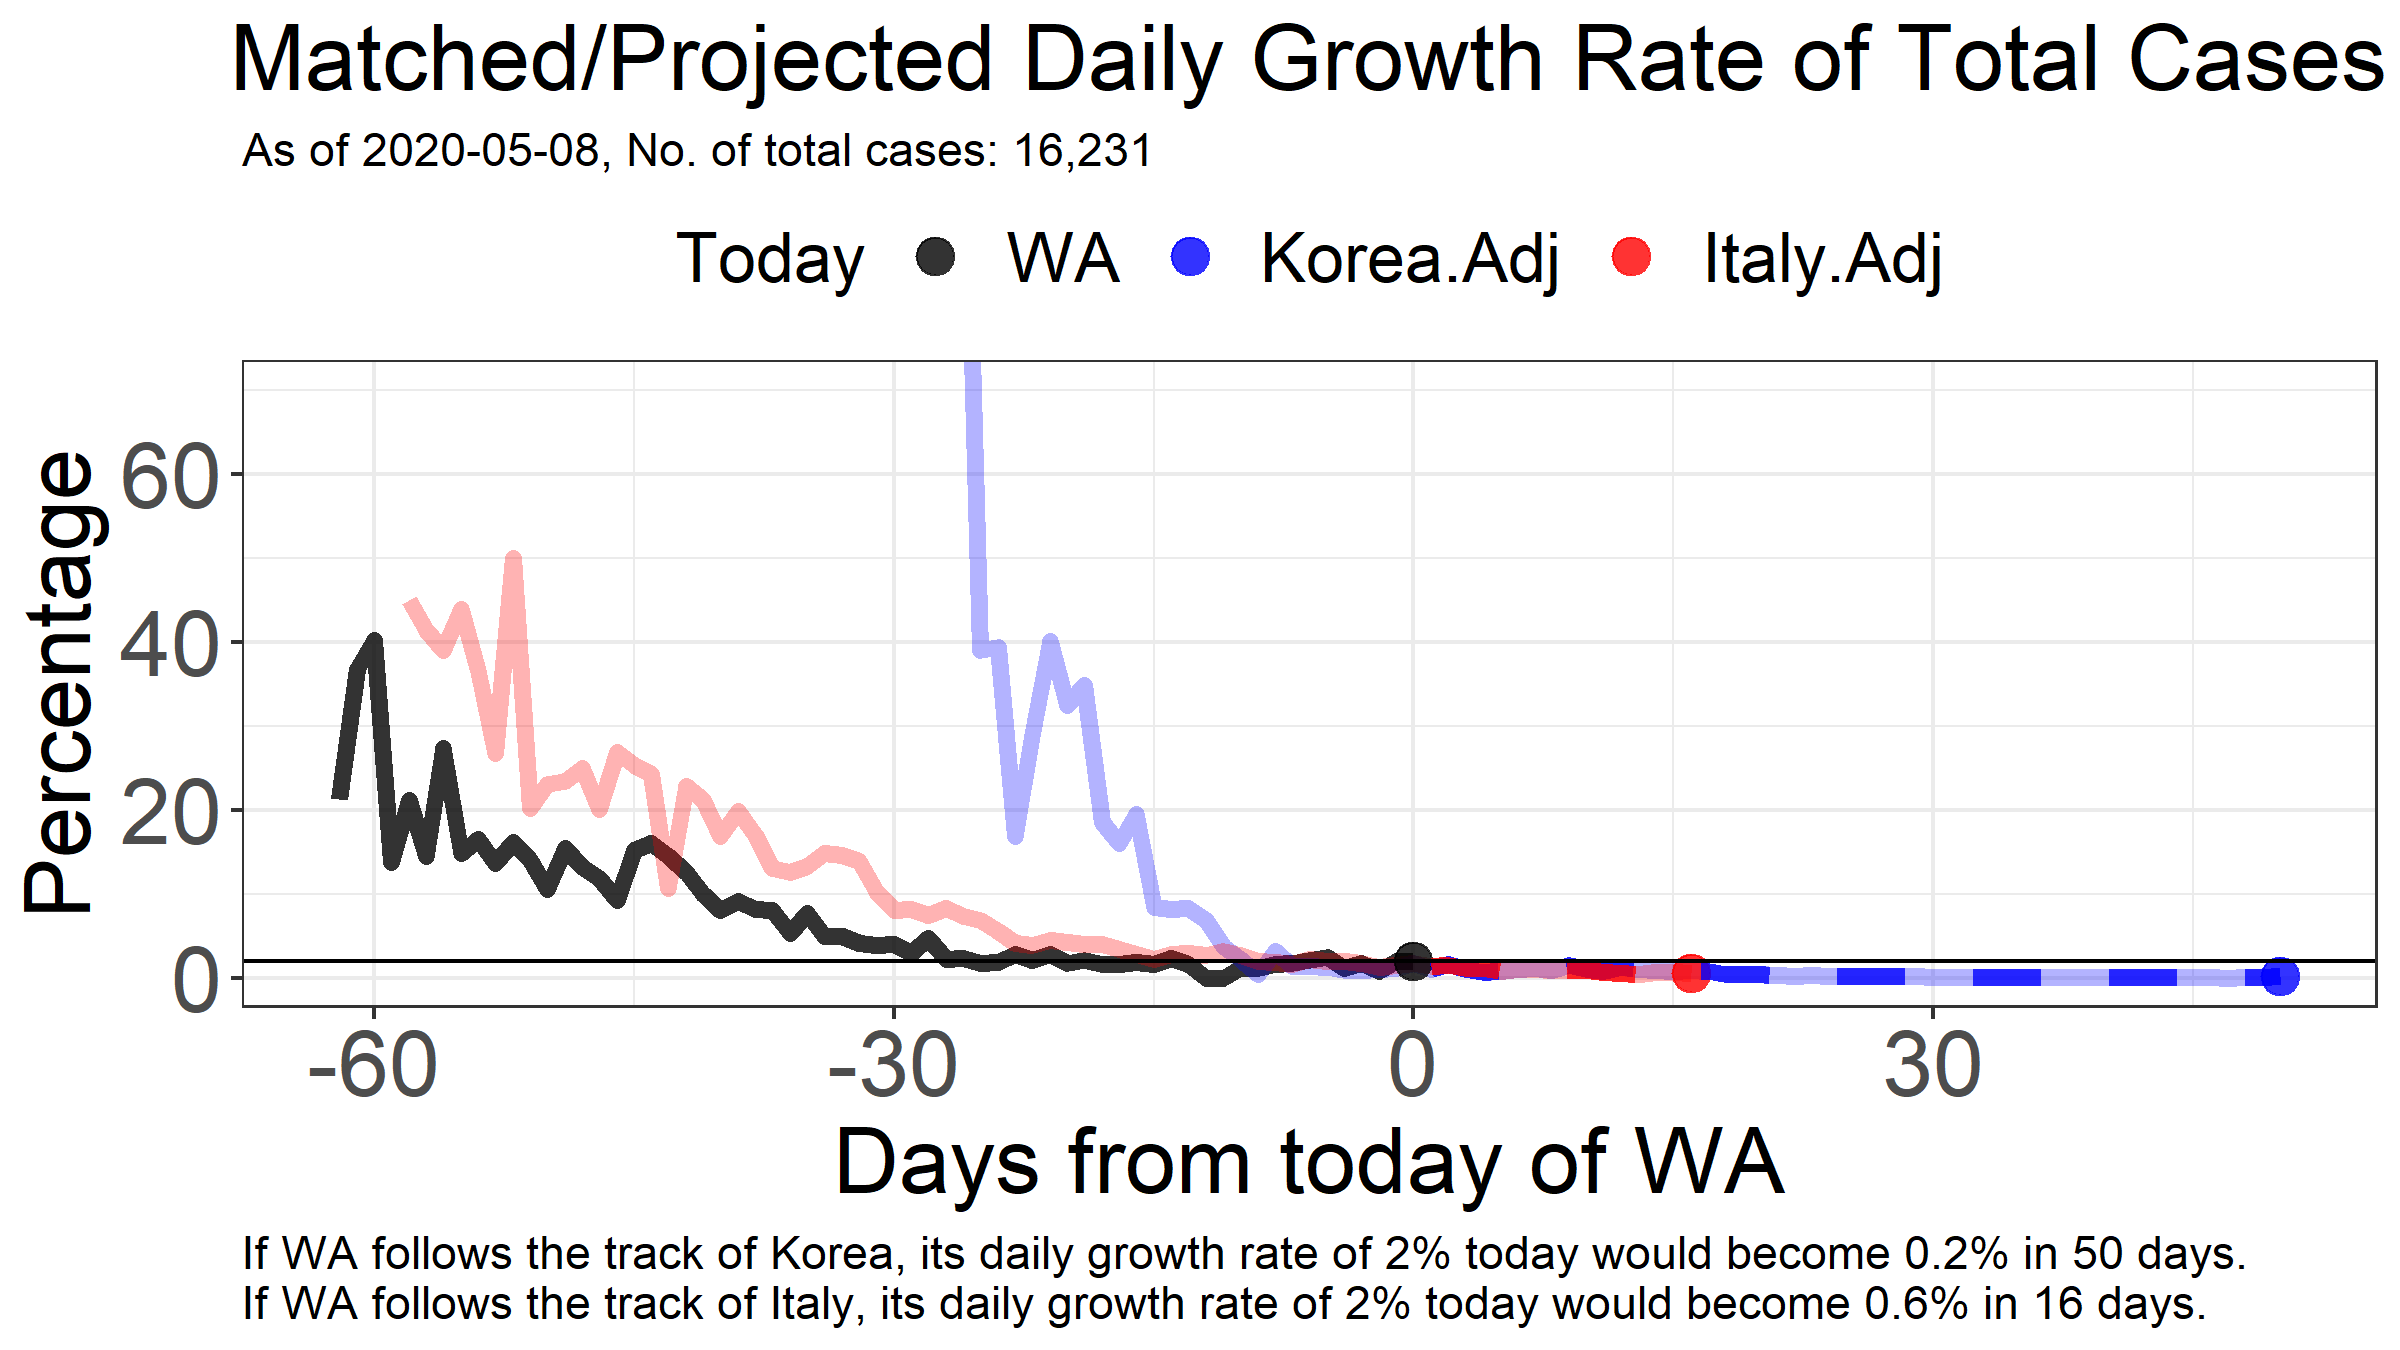 Matched/Projected Daily Growth Rate of Total Cases
As of 2020-05-08, No. of total cases: 16,231
Today WA Korea.Adj Italy.Adj
Percentage
60
40
20
0
-60 -30 0 30
Days from today of WA
If WA follows the track of Korea, its daily growth rate of 2% today would become 0.2% in 50 days.
If WA follows the track of Italy, its daily growth rate of 2% today would become 0.6% in 16 days.